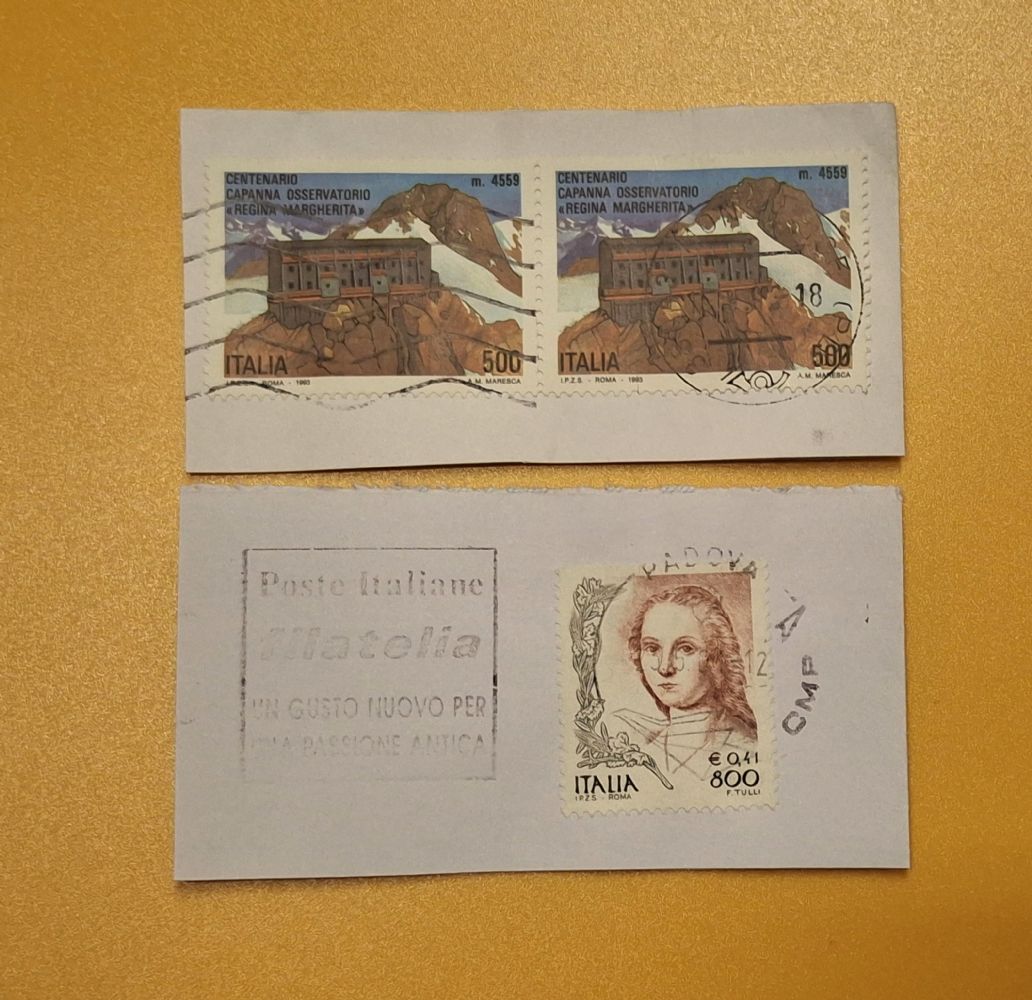 CENTENARIO
CAPANNA OSSERVATORIO
«REGINA MARGHERITA»
m. 4559
ITALIA
500
I.P.Z.S. - ROMA - 1993
A. M. MARESCA
CENTENARIO
CAPANNA OSSERVATORIO
«REGINA MARGHERITA»
m. 4559
18
ITALIA
500
I.P.Z.S. - ROMA - 1993
A. M. MARESCA
Poste Italiane
filatelia
UN GUSTO NUOVO PER
UNA PASSIONE ANTICA
PADOVA
CMP
12
€ 0,41
ITALIA
800
I.P.Z.S. - ROMA
F. TULLI